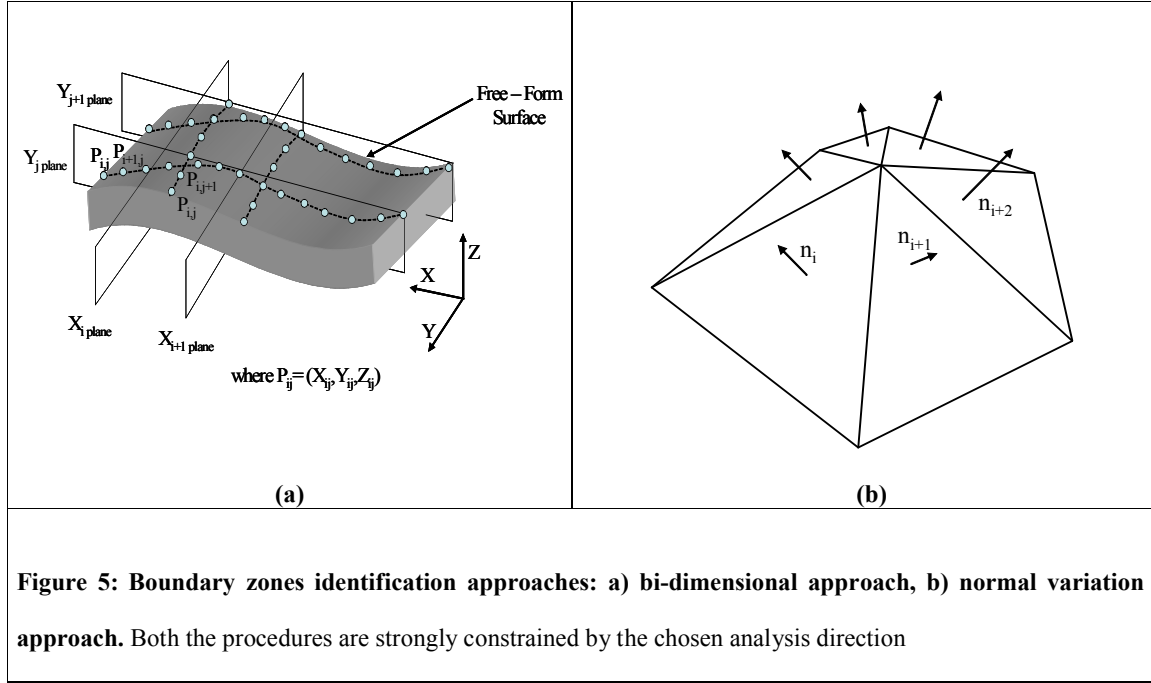 Y j+1 plane
Free – Form
Surface
Y j plane
P i,j P i+1,j
P i,j+1
P i,j
Z
X
Y
X i plane
X i+1 plane
where P ij = (X ij ,Y ij ,Z ij )
(a)
n i
n i+1
n i+2
(b)
Figure 5: Boundary zones identification approaches: a) bi-dimensional approach, b) normal variation
approach. Both the procedures are strongly constrained by the chosen analysis direction